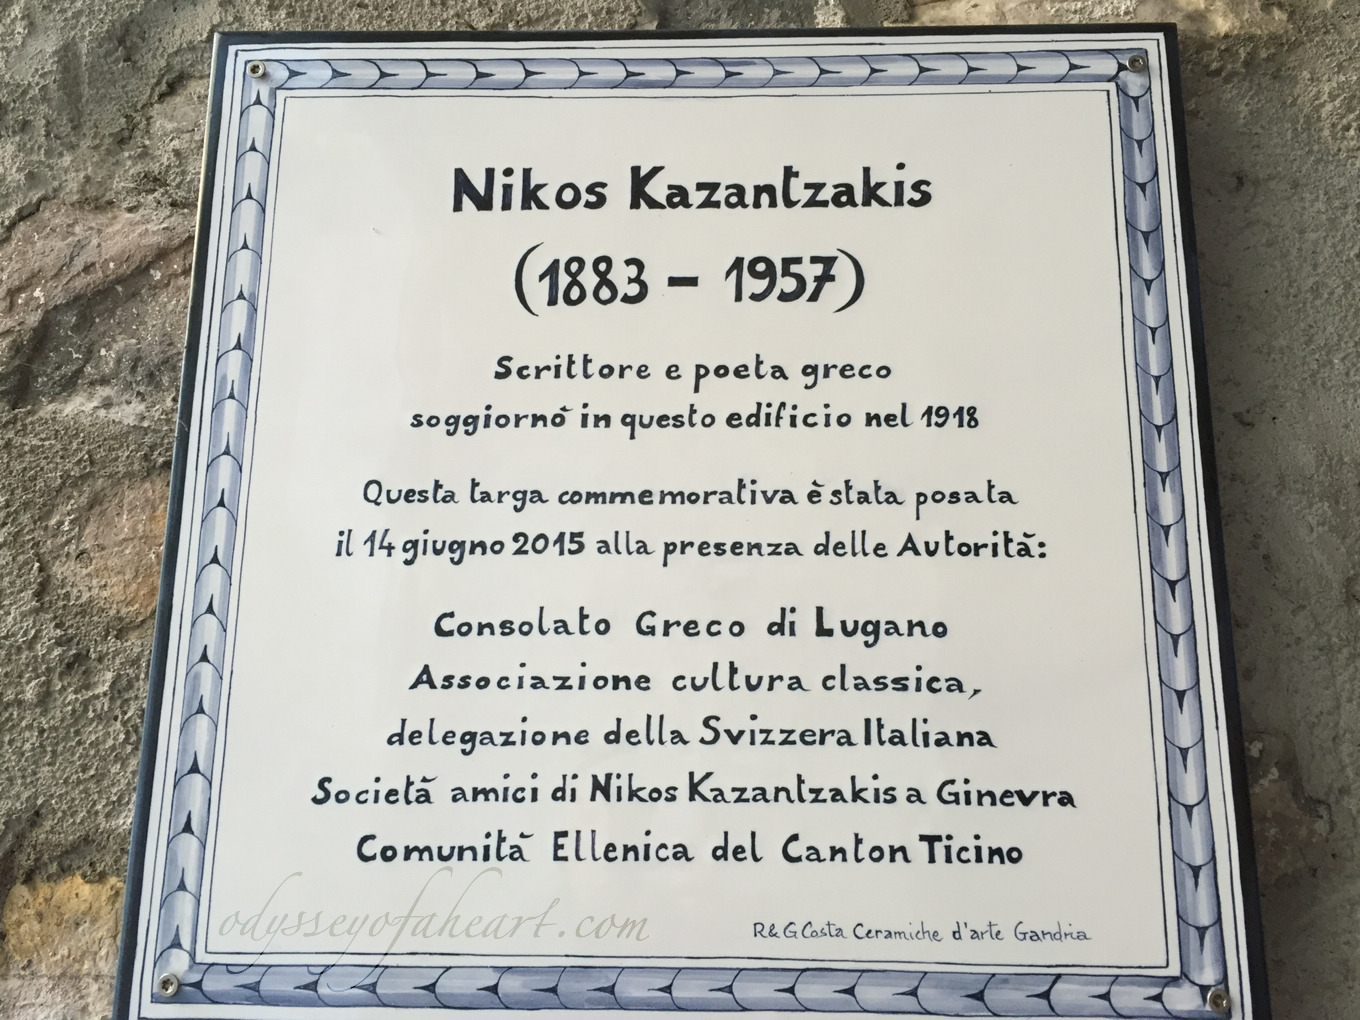 Nikos Kazantzakis
(1883 - 1957)
Scrittore e poeta greco
soggiornò in questo edificio nel 1918
Questa targa commemorativa è stata posata
il 14 giugno 2015 alla presenza delle Autorità:
Consolato Greco di Lugano
Associazione cultura classica,
delegazione della Svizzera Italiana
Società amici di Nikos Kazantzakis a Ginevra
Comunità Ellenica del Canton Ticino
odysseyofaheart.com
R&G Costa Ceramiche d'arte Gandria